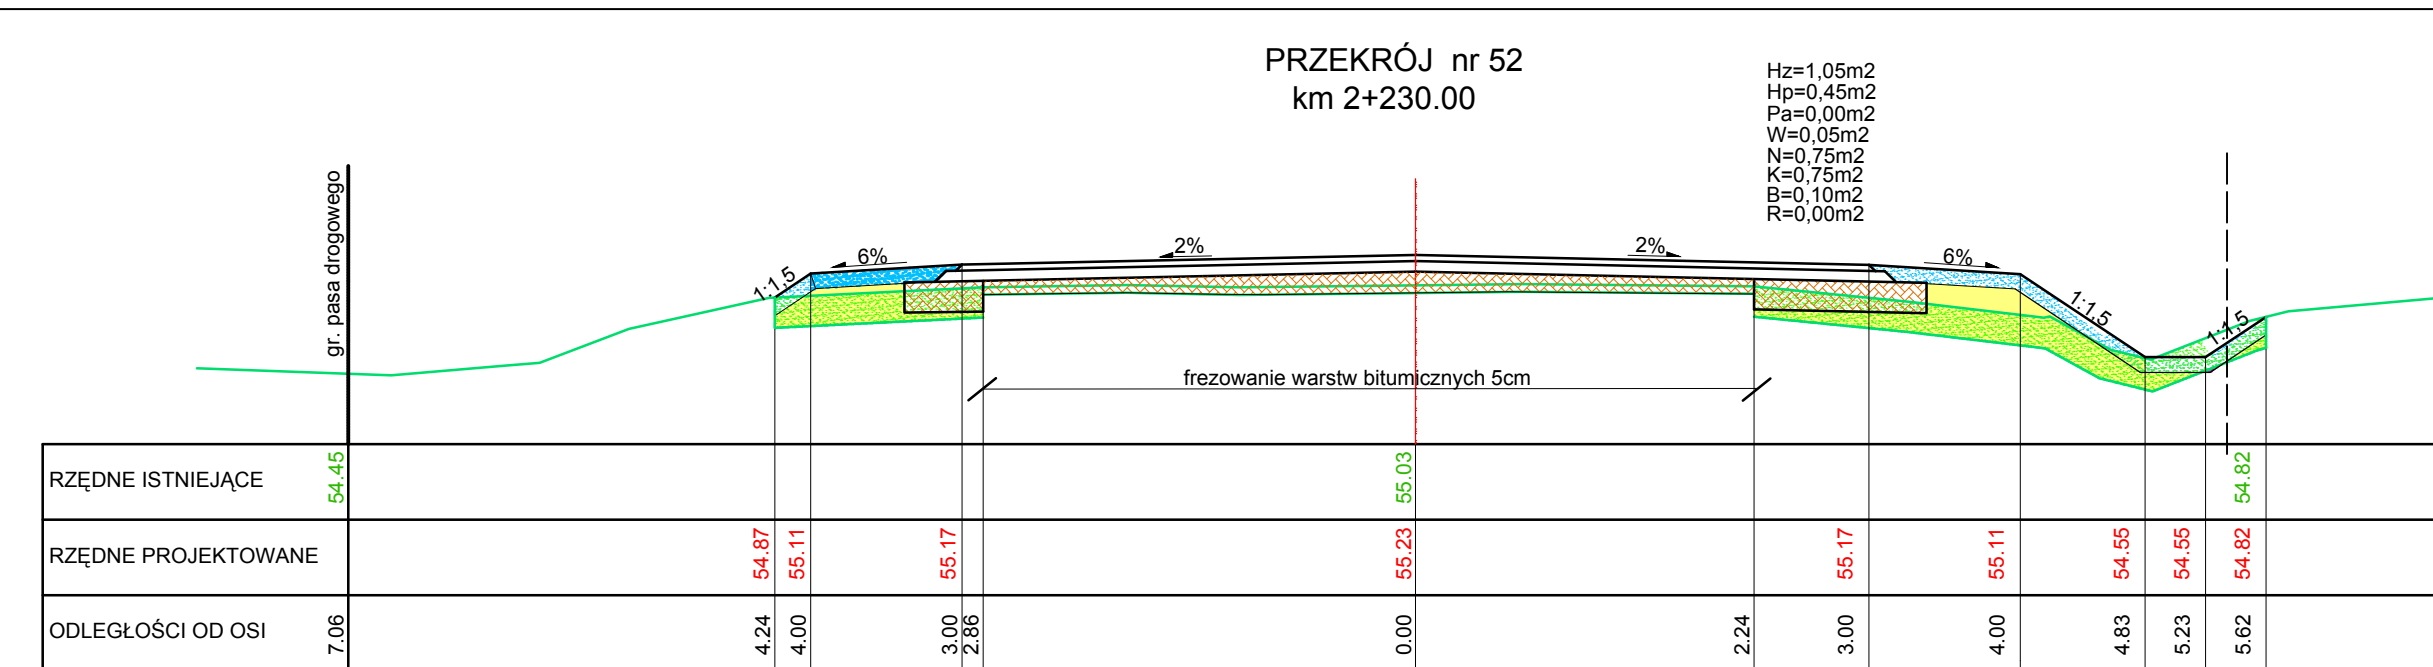 PRZEKRÓJ nr 52
km 2+230.00
Hz=1,05m2
Hp=0,45m2
Pa=0,00m2
W=0,05m2
N=0,75m2
K=0,75m2
B=0,10m2
R=0,00m2
gr. pasa drogowego
1:1,5
6%
2%
2%
6%
1:1,5
1:1,5
frezowanie warstw bitumicznych 5cm
RZĘDNE ISTNIEJĄCE 54.45 55.03 54.82
RZĘDNE PROJEKTOWANE 54.87 55.11 55.17 55.23 55.17 55.11 54.55 54.55 54.82
ODLEGŁOŚCI OD OSI 7.06 4.24 4.00 3.00 2.86 0.00 2.24 3.00 4.00 4.83 5.23 5.62